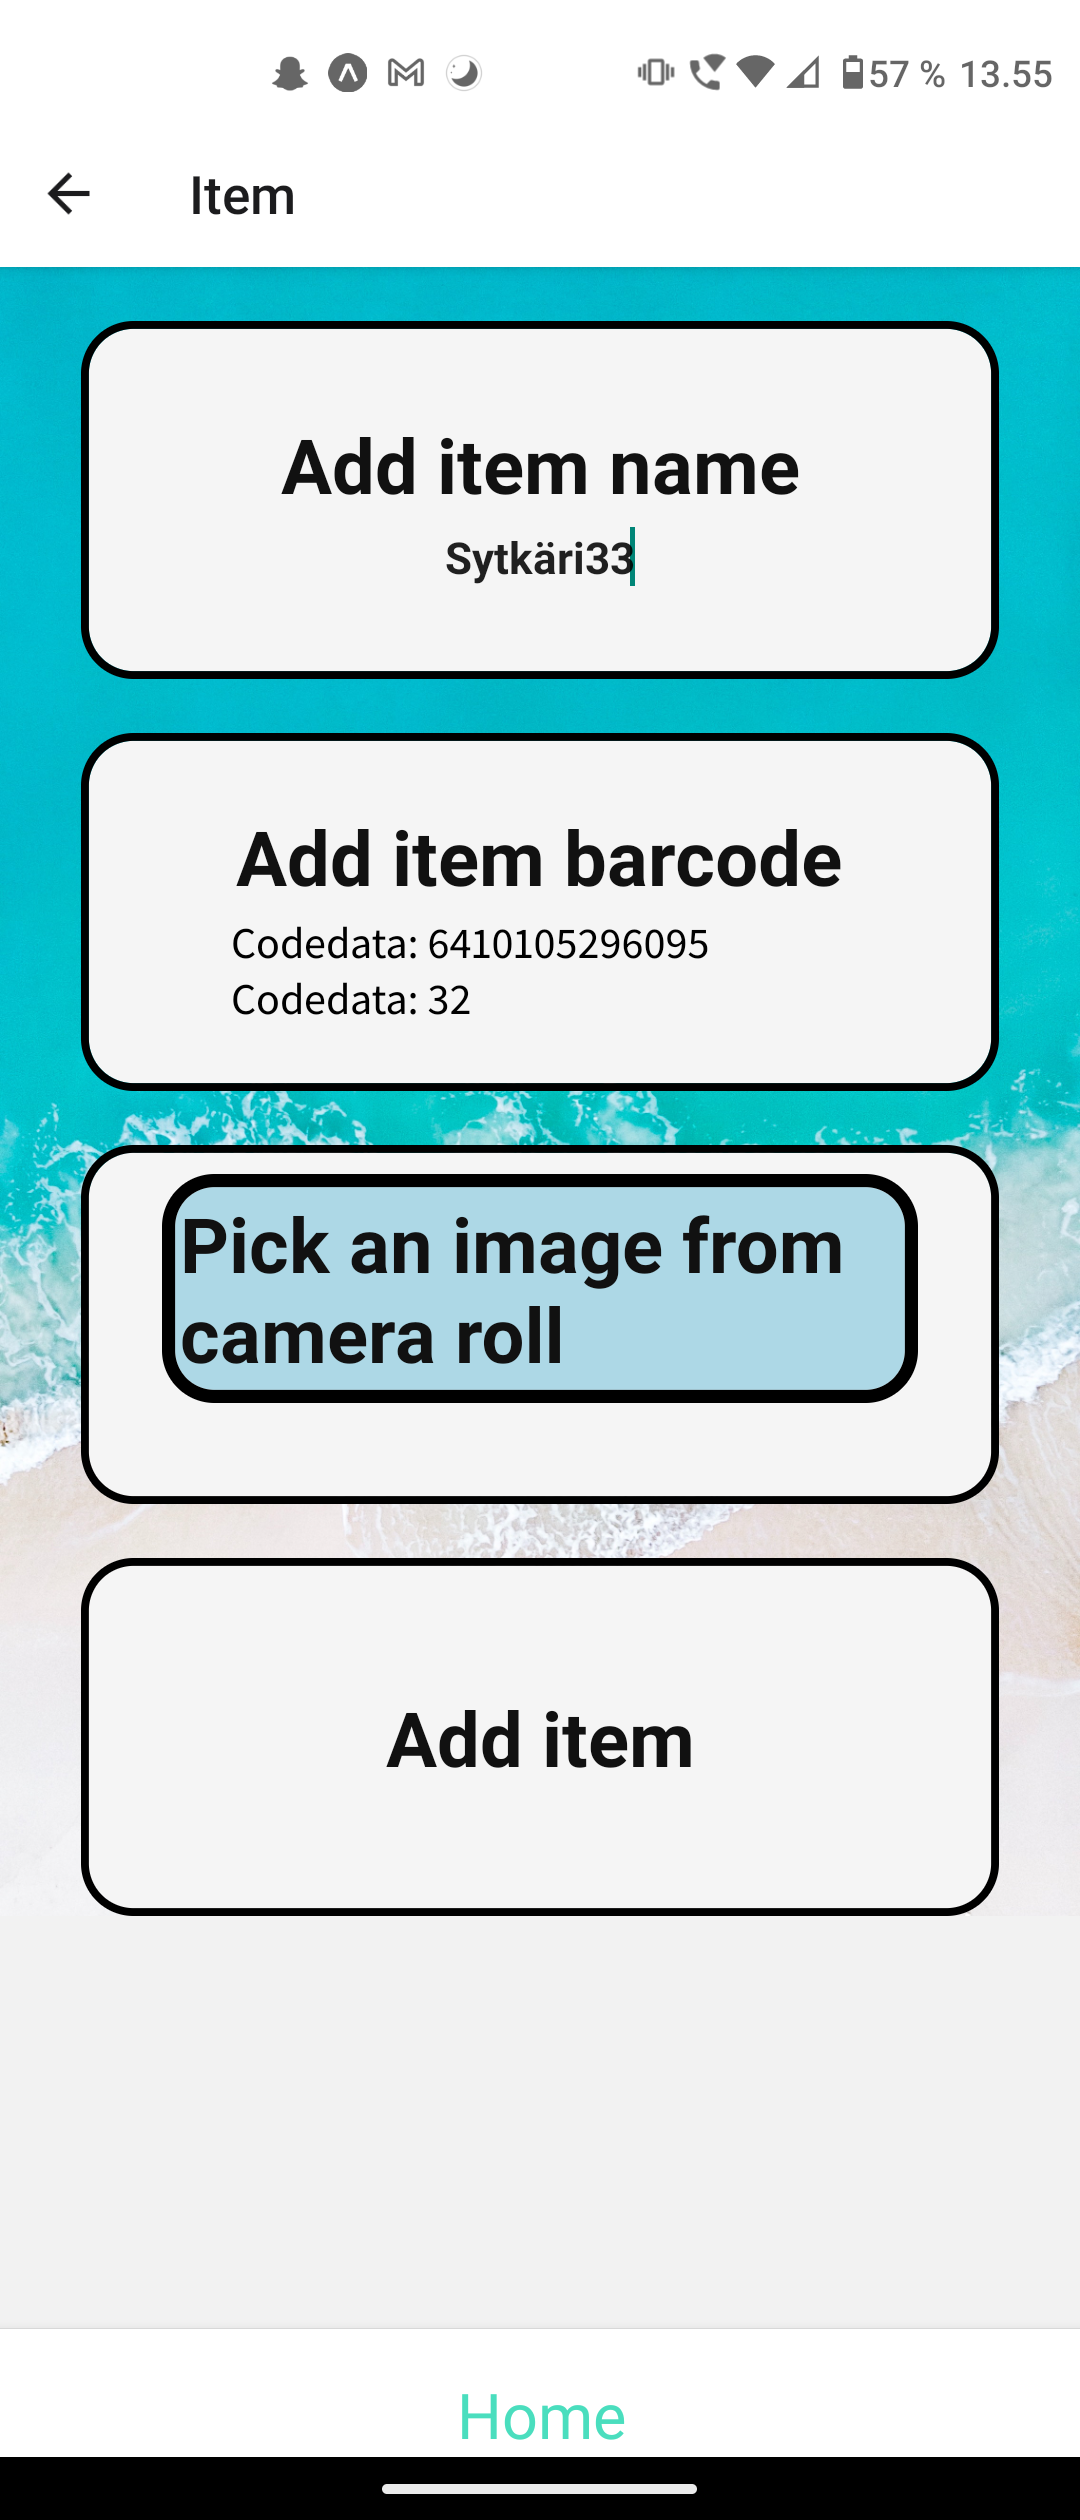 57 % 13.55
Item
Add item name
Sytkäri33
Add item barcode
Codedata: 6410105296095
Codedata: 32
Pick an image from
camera roll
Add item
Home